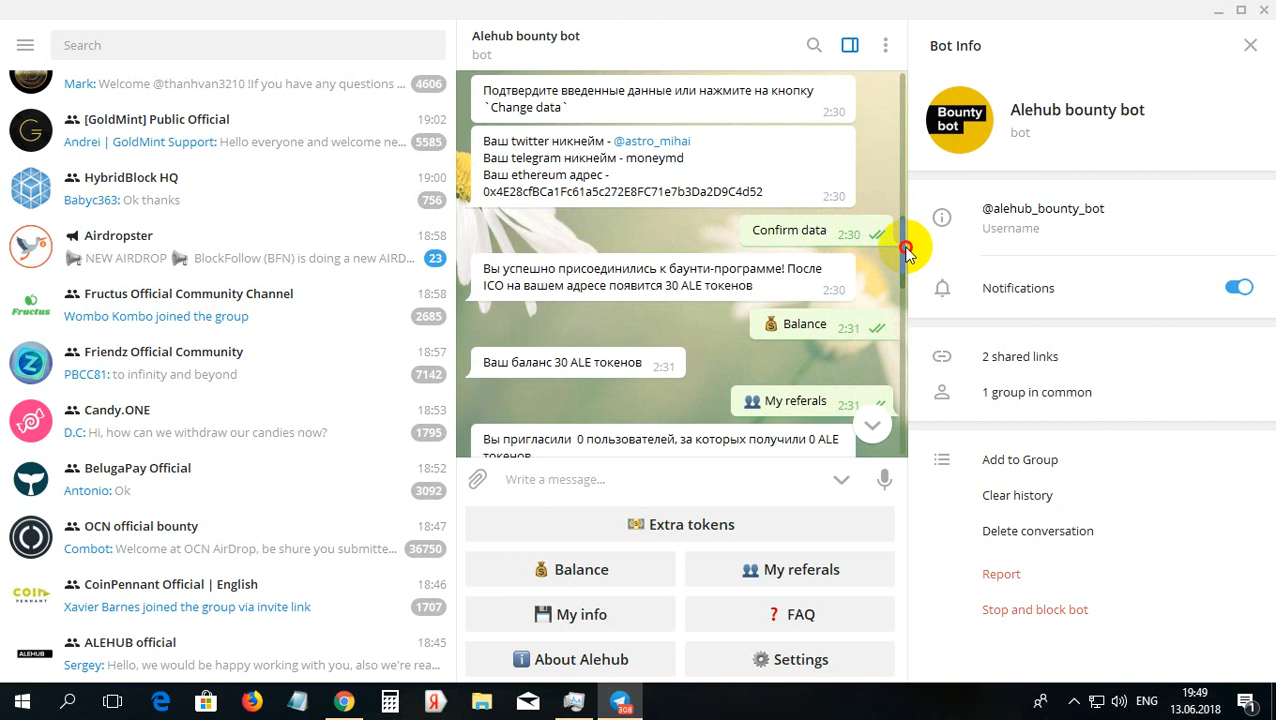 Search
Mark: Welcome @thanhvan3210 !If you have any questions ...
4606
[GoldMint] Public Official
19:02
Andrei | GoldMint Support: Hello everyone and welcome ne...
5585
HybridBlock HQ
19:00
Babyc363: Ok thanks
756
Airdropster
18:58
NEW AIRDROP BlockFollow (BFN) is doing a new AIRD...
23
Fructus Official Community Channel
18:58
Wombo Kombo joined the group
2685
Fructus
Friendz Official Community
18:57
PBCC81: to infinity and beyond
7142
Candy.ONE
18:53
D.C: Hi, how can we withdraw our candies now?
1795
BelugaPay Official
18:52
Antonio: Ok
3092
OCN official bounty
18:47
Combot: Welcome at OCN AirDrop, be shure you submitte...
36750
CoinPennant Official | English
18:46
Xavier Barnes joined the group via invite link
1707
COIN
PENNANT
ALEHUB official
18:45
Sergey: Hello, we would be happy working with you, also we're rea...
ALEHUB
Alehub bounty bot
bot
Подтвердите введенные данные или нажмите на кнопку
`Change data`
2:30
Ваш twitter никнейм - @astro_mihai
Ваш telegram никнейм - moneymd
Ваш ethereum адрес -
0x4E28cfBCa1Fc61a5c272E8FC71e7b3Da2D9C4d52
2:30
Confirm data 2:30
Вы успешно присоединились к баунти-программе! После
ICO на вашем адресе появится 30 ALE токенов
2:30
Balance 2:31
Ваш баланс 30 ALE токенов 2:31
My referals 2:31
Вы пригласили 0 пользователей, за которых получили 0 ALE
токенов
Write a message...
Extra tokens
Balance
My referals
My info
FAQ
About Alehub
Settings
Bot Info
Bounty
bot
Alehub bounty bot
bot
@alehub_bounty_bot
Username
Notifications
2 shared links
1 group in common
Add to Group
Clear history
Delete conversation
Report
Stop and block bot
308
ENG
19:49
13.06.2018
1